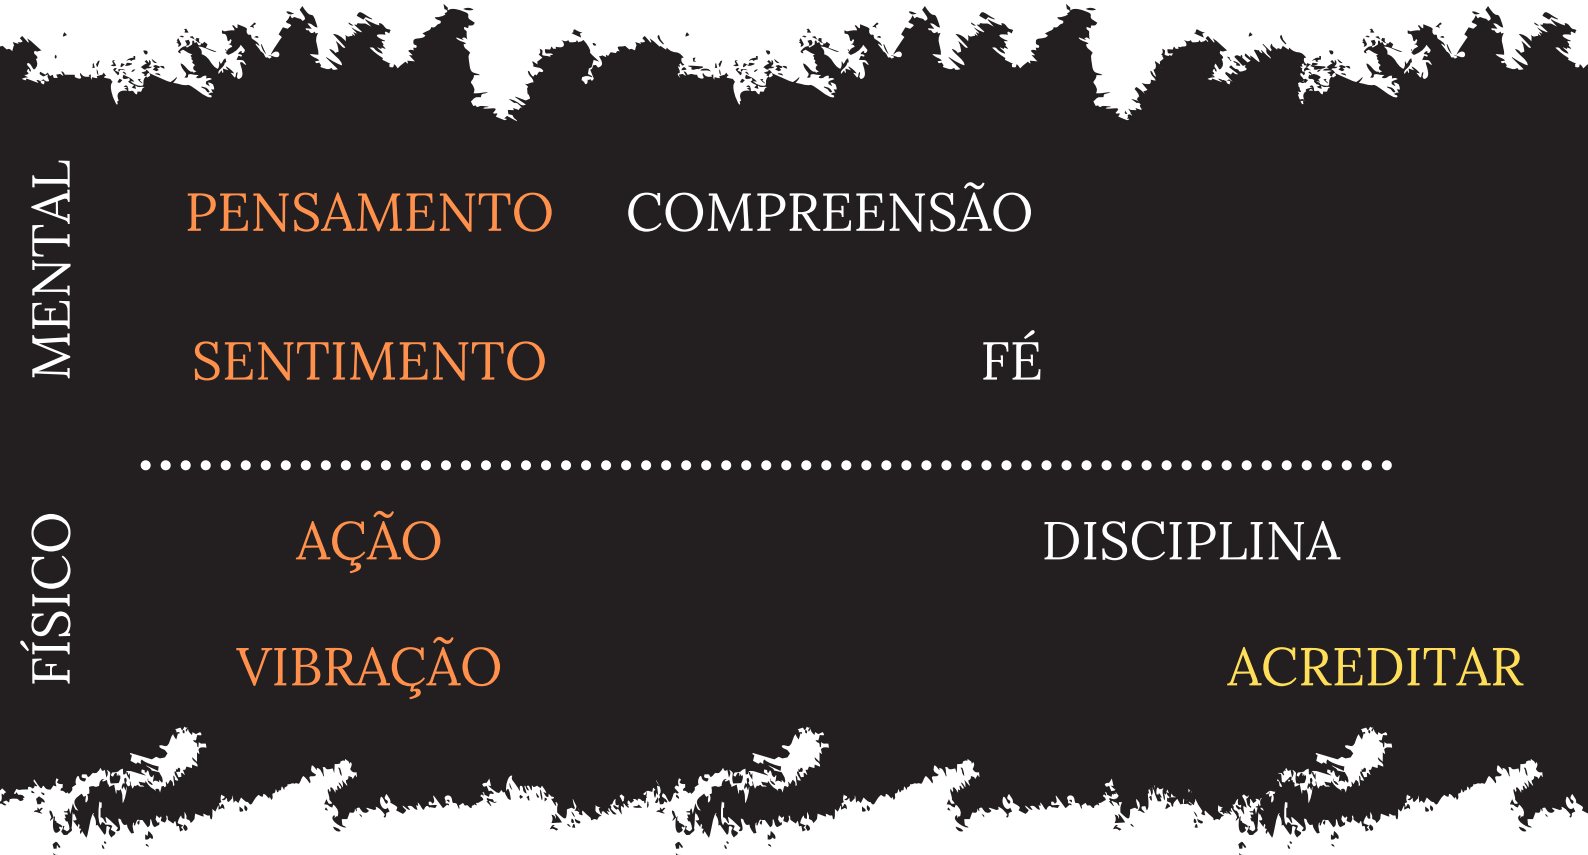 MENTAL
PENSAMENTO COMPREENSÃO
SENTIMENTO FÉ
FÍSICO
AÇÃO DISCIPLINA
VIBRAÇÃO ACREDITAR